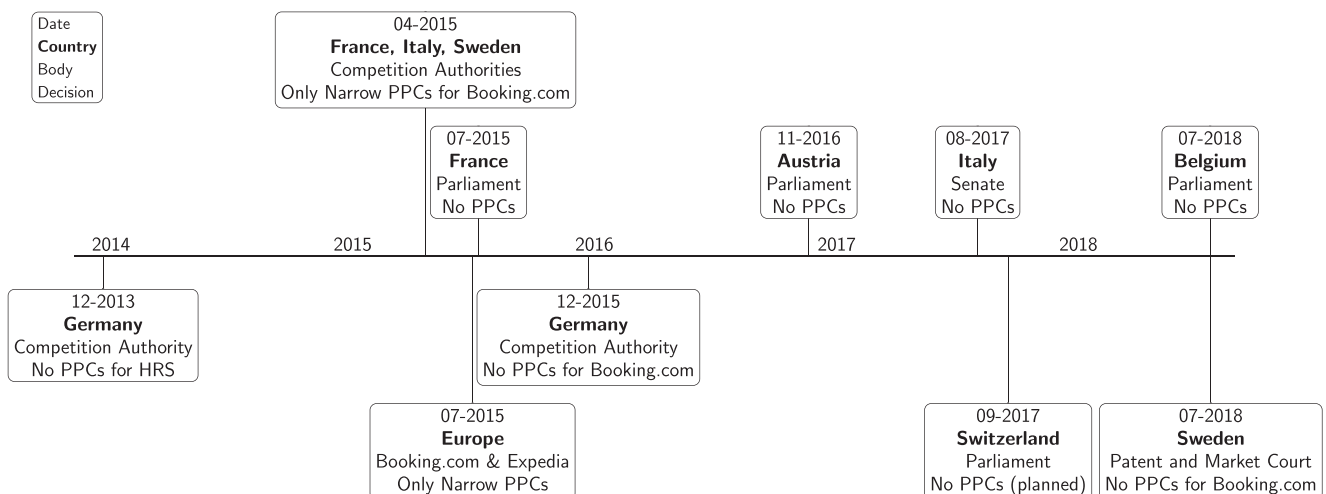 Date
Country
Body
Decision
04-2015
France, Italy, Sweden
Competition Authorities
Only Narrow PPCs for Booking.com
07-2015
France
Parliament
No PPCs
11-2016
Austria
Parliament
No PPCs
08-2017
Italy
Senate
No PPCs
07-2018
Belgium
Parliament
No PPCs
2014 2015 2016 2017 2018
12-2013
Germany
Competition Authority
No PPCs for HRS
12-2015
Germany
Competition Authority
No PPCs for Booking.com
07-2015
Europe
Booking.com & Expedia
Only Narrow PPCs
09-2017
Switzerland
Parliament
No PPCs (planned)
07-2018
Sweden
Patent and Market Court
No PPCs for Booking.com